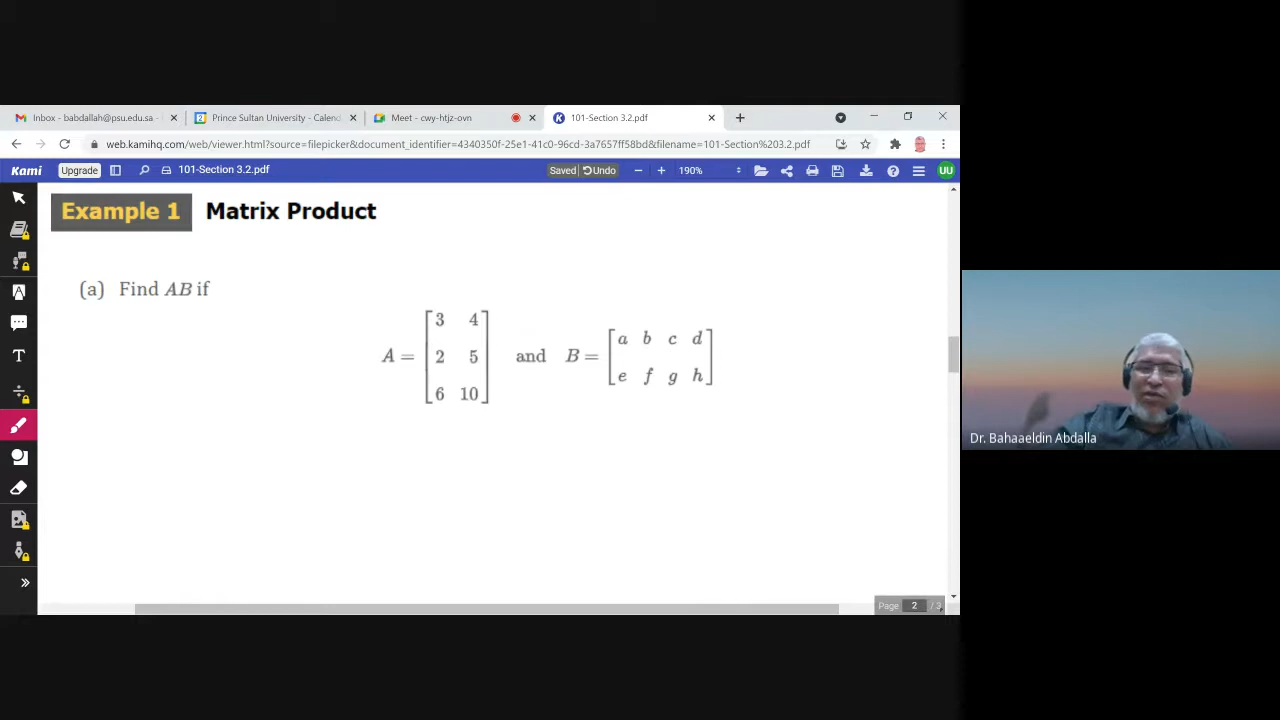 Inbox - babdallah@psu.edu.sa - Prince Sultan University - Calend Meet - cwy-htjz-ovn 101-Section 3.2.pdf
web.kamihq.com/web/viewer.html?source=filepicker&document_identifier=4340350f-25e1-41c0-96cd-3a7657ff58bd&filename=101-Section%203.2.pdf
Kami Upgrade 101-Section 3.2.pdf Saved Undo 190% UU
Example 1 Matrix Product
(a) Find AB if
3 4
a b c d
A = 2 5 and B =
e f g h
6 10
Dr. Bahaaeldin Abdalla
Page 2 / 3